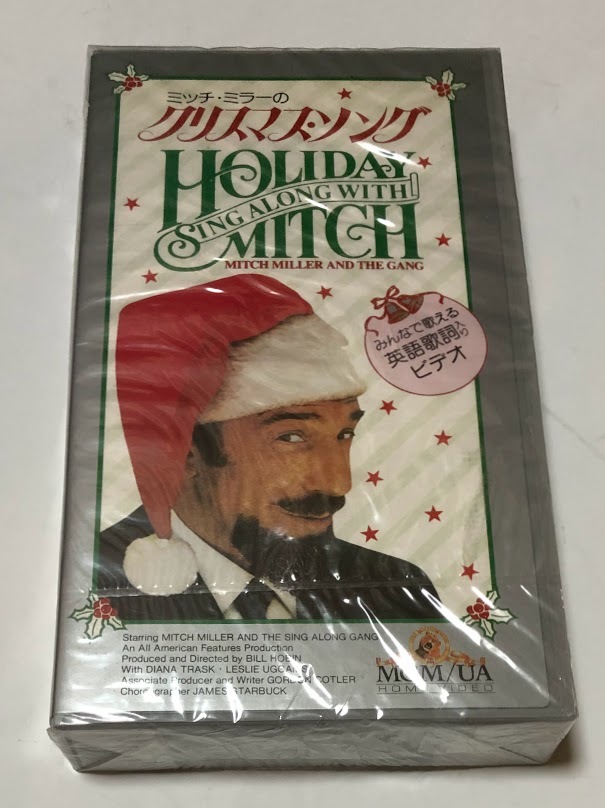 ミッチ・ミラーの
クリスマス・ソング
HOLIDAY
SING ALONG WITH
MITCH
MITCH MILLER AND THE GANG
みんなで歌える
英語歌詞入り
ビデオ
Starring MITCH MILLER AND THE SING ALONG GANG
An All American Features Production
Produced and Directed by BILL HOBIN
With DIANA TRASK • LESLIE UGGAMS
Associate Producer and Writer GORDON COTLER
Choreographer JAMES STARBUCK
MGM/UA
HOME VIDEO